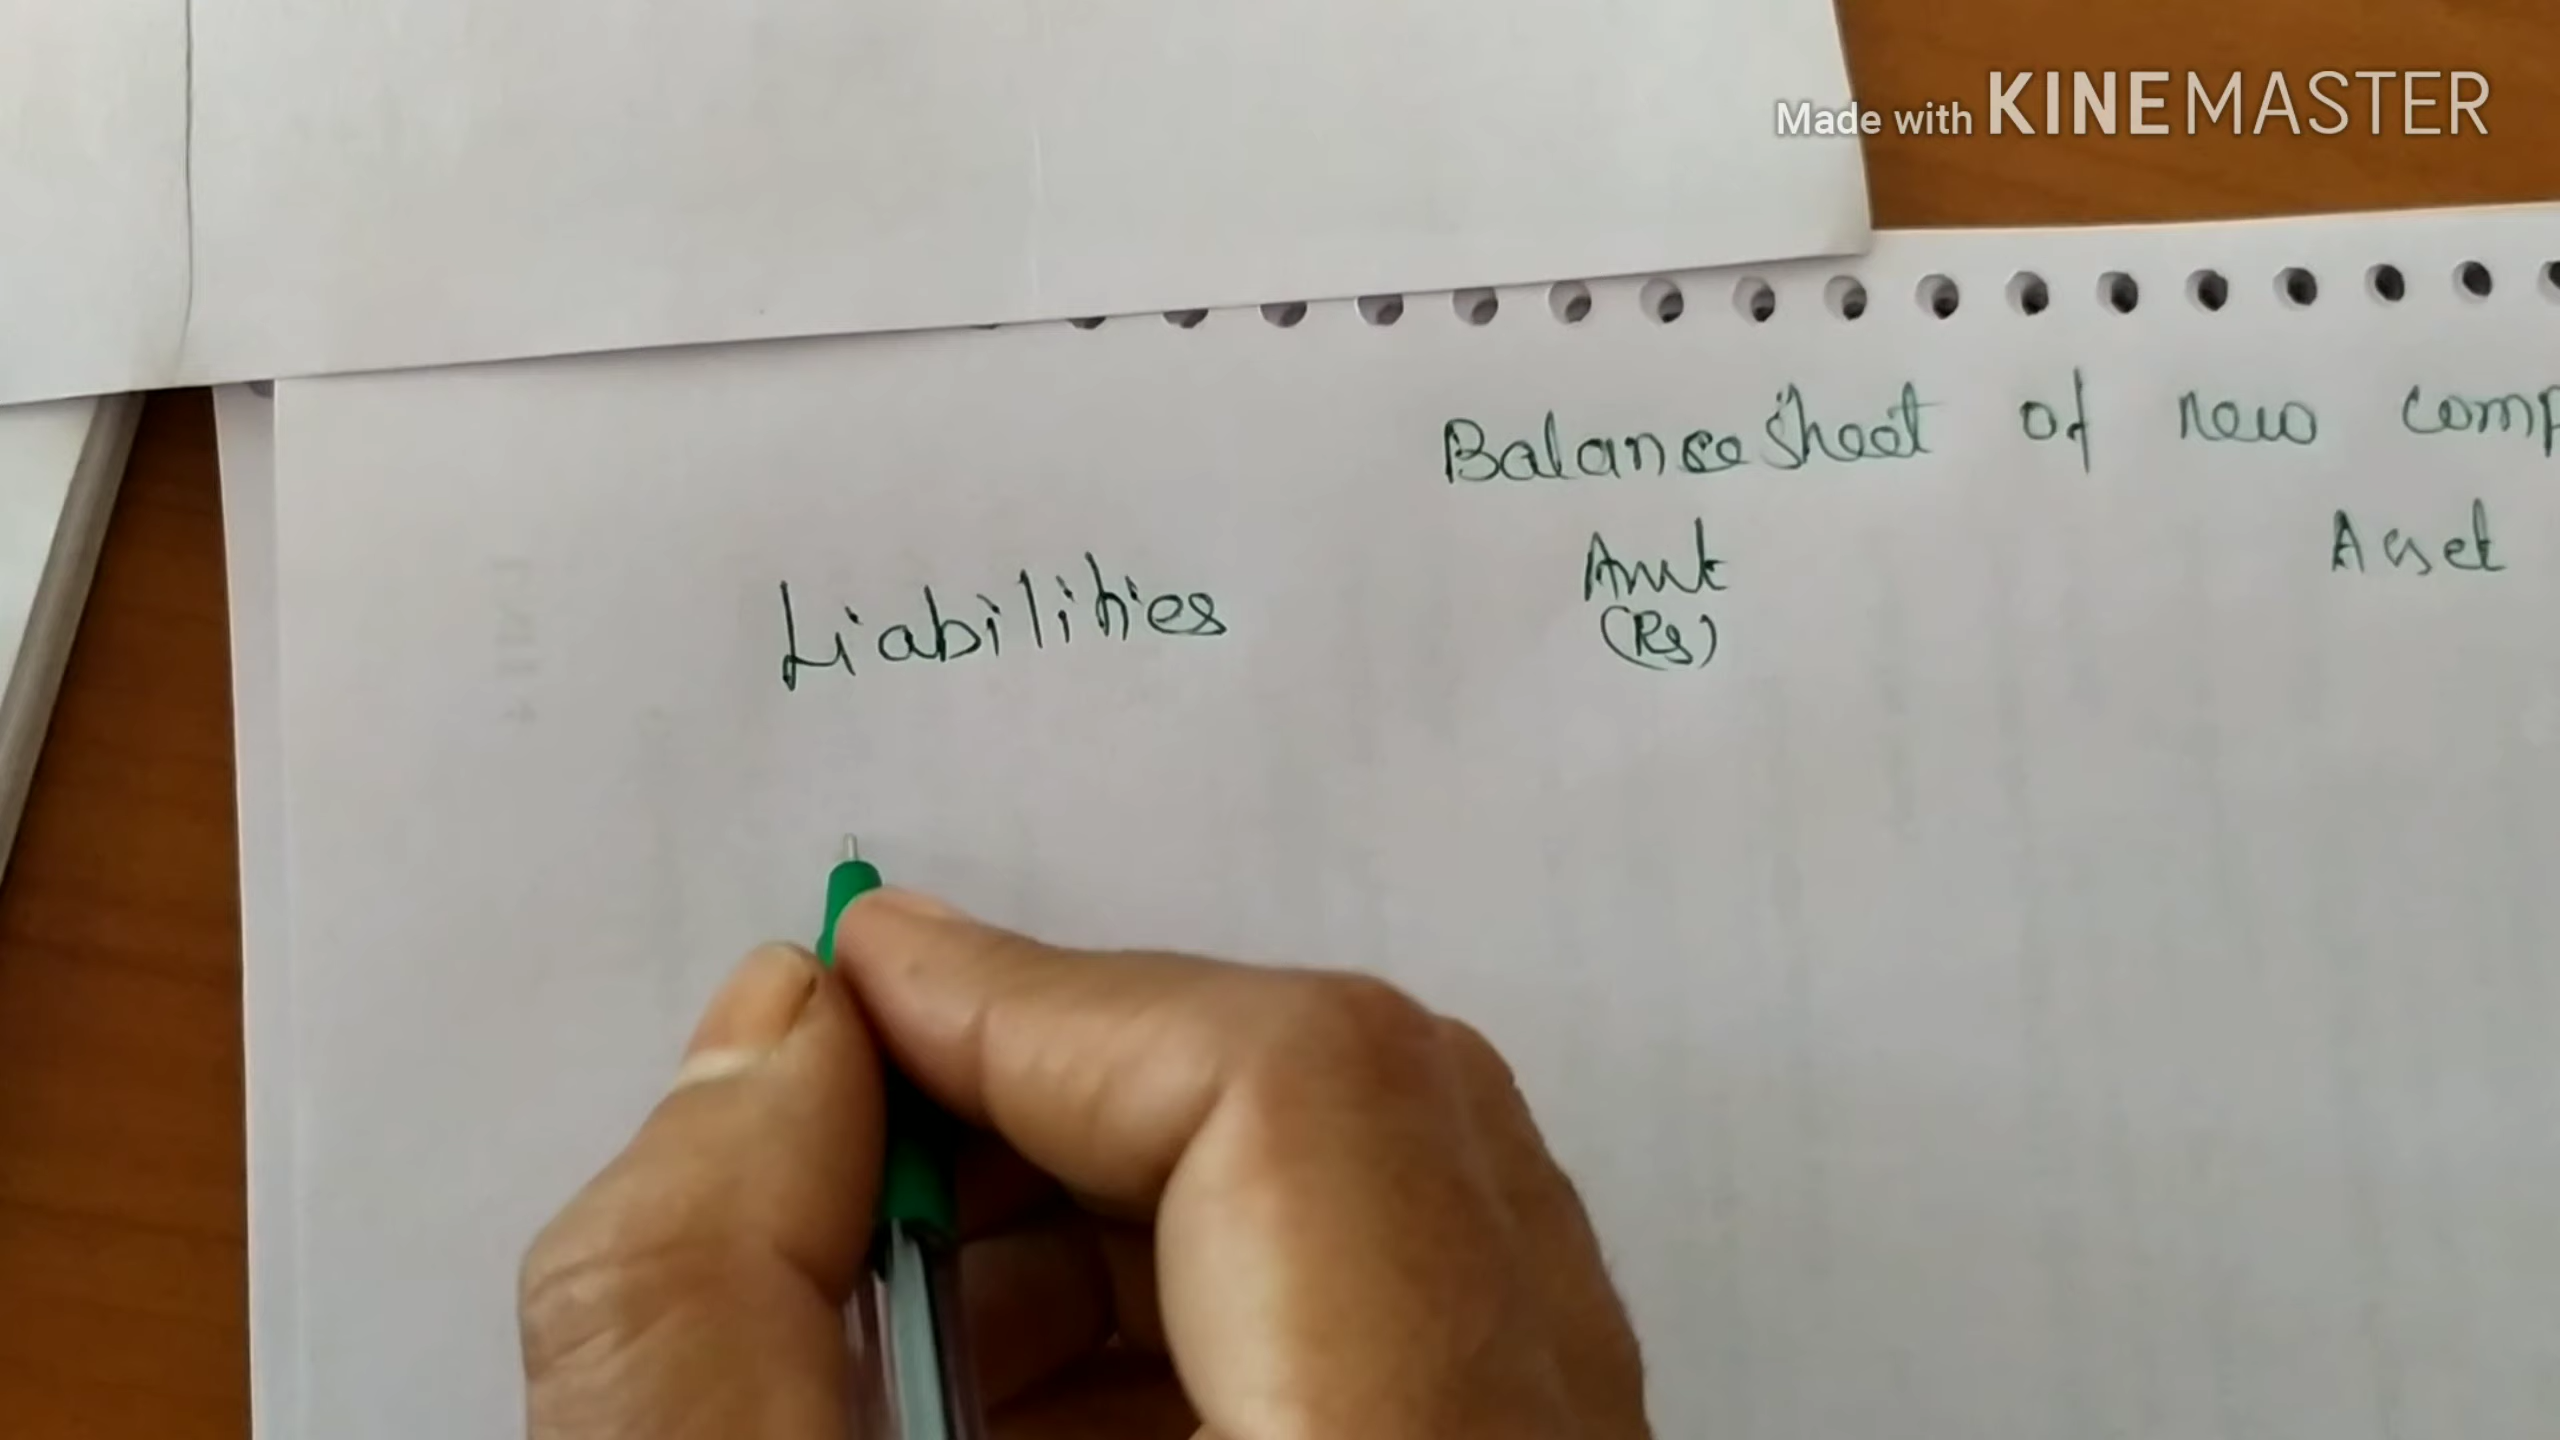 Made with KINEMASTER
Balance Sheet of new comp
Liabilities Amt Asset
(Rs)